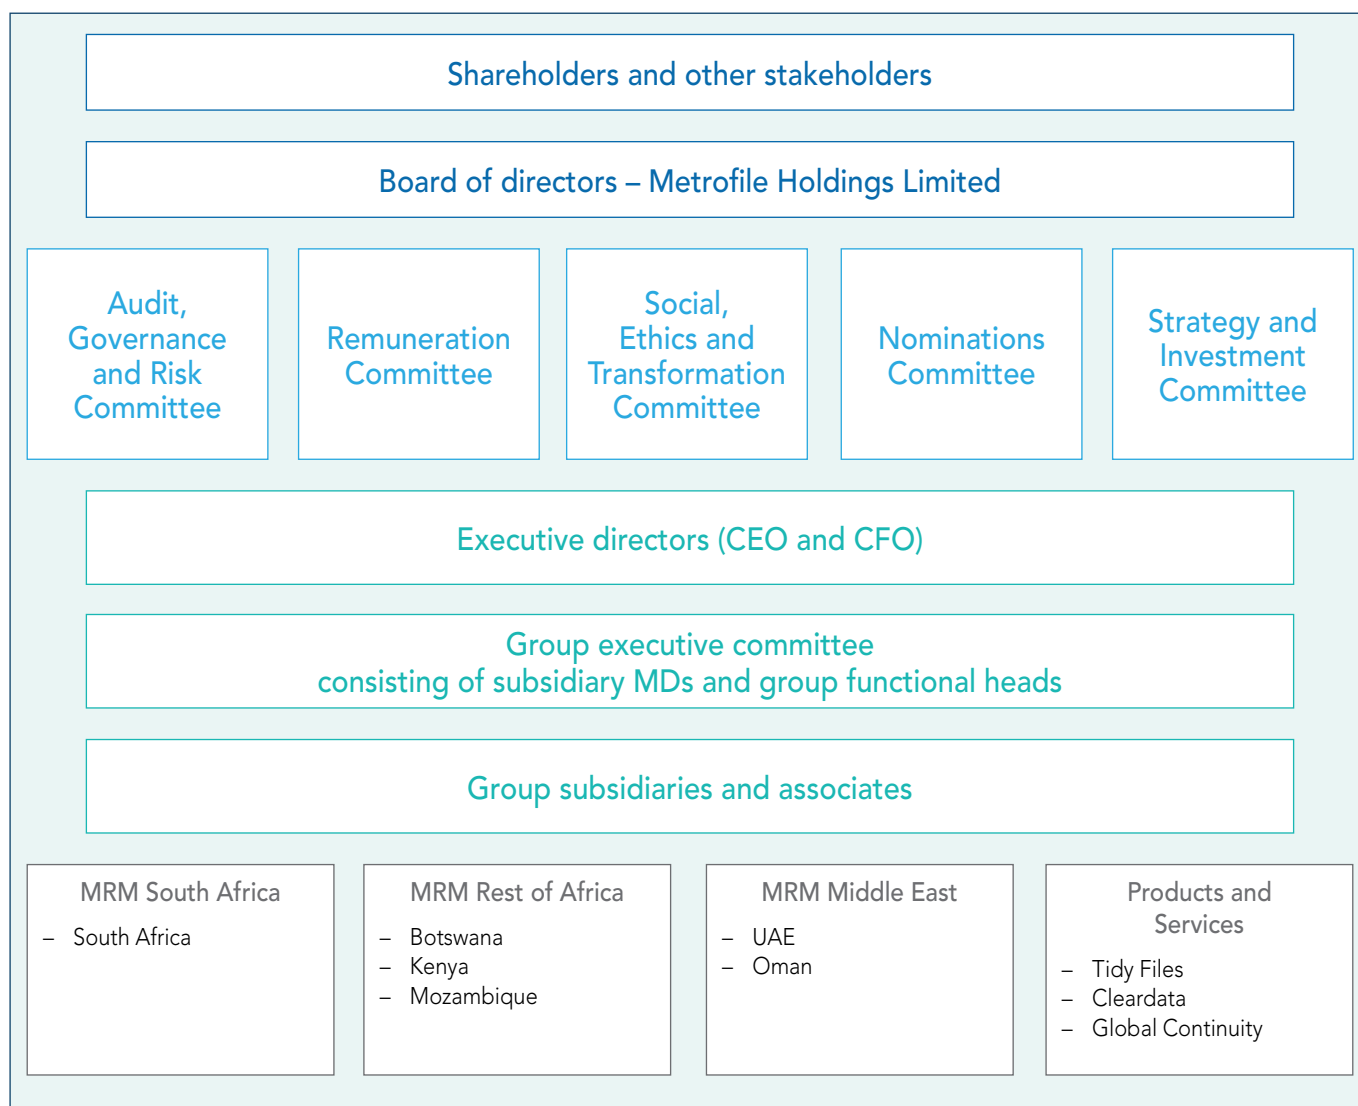 Shareholders and other stakeholders
Board of directors – Metrofile Holdings Limited
Audit,
Governance
and Risk
Committee
Remuneration
Committee
Social,
Ethics and
Transformation
Committee
Nominations
Committee
Strategy and
Investment
Committee
Executive directors (CEO and CFO)
Group executive committee
consisting of subsidiary MDs and group functional heads
Group subsidiaries and associates
MRM South Africa
– South Africa
MRM Rest of Africa
– Botswana
– Kenya
– Mozambique
MRM Middle East
– UAE
– Oman
Products and
Services
– Tidy Files
– Cleardata
– Global Continuity